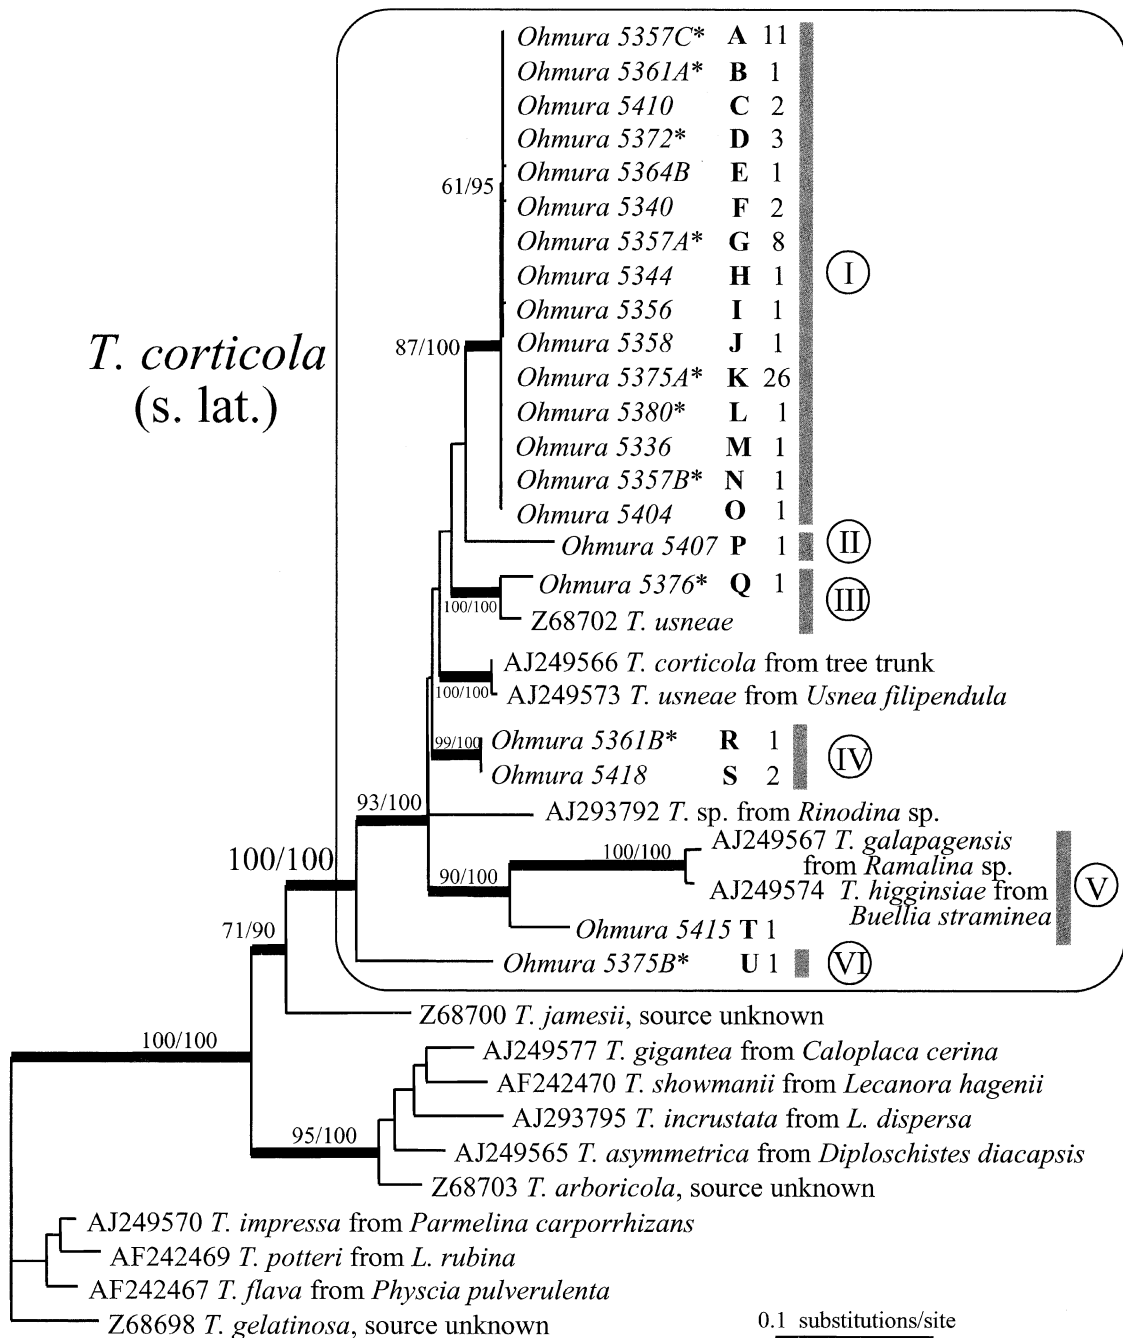 Ohmura 5357C* A 11
Ohmura 5361A* B 1
Ohmura 5410 C 2
Ohmura 5372* D 3
Ohmura 5364B E 1
61/95
Ohmura 5340 F 2
Ohmura 5357A* G 8
Ohmura 5344 H 1
I
Ohmura 5356 I 1
Ohmura 5358 J 1
87/100
T. corticola
(s. lat.)
Ohmura 5375A* K 26
Ohmura 5380* L 1
Ohmura 5336 M 1
Ohmura 5357B* N 1
Ohmura 5404 O 1
Ohmura 5407 P 1
II
Ohmura 5376* Q 1
III
100/100
Z68702 T. usneae
AJ249566 T. corticola from tree trunk
100/100
AJ249573 T. usneae from Usnea filipendula
Ohmura 5361B* R 1
99/100
IV
Ohmura 5418 S 2
93/100
AJ293792 T. sp. from Rinodina sp.
AJ249567 T. galapagensis
from Ramalina sp.
100/100
100/100
90/100
V
AJ249574 T. higginsiae from
Buellia straminea
71/90
Ohmura 5415 T 1
Ohmura 5375B* U 1
VI
Z68700 T. jamesii, source unknown
100/100
AJ249577 T. gigantea from Caloplaca cerina
AF242470 T. showmanii from Lecanora hagenii
AJ293795 T. incrustata from L. dispersa
95/100
AJ249565 T. asymmetrica from Diploschistes diacapsis
Z68703 T. arboricola, source unknown
AJ249570 T. impressa from Parmelina carporrhizans
AF242469 T. potteri from L. rubina
AF242467 T. flava from Physcia pulverulenta
Z68698 T. gelatinosa, source unknown
0.1 substitutions/site